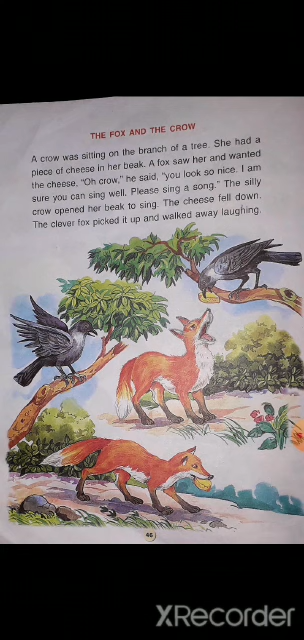 THE FOX AND THE CROW
A crow was sitting on the branch of a tree. She had a
piece of cheese in her beak. A fox saw her and wanted
the cheese. "Oh crow," he said, "you look so nice. I am
sure you can sing well. Please sing a song." The silly
crow opened her beak to sing. The cheese fell down.
The clever fox picked it up and walked away laughing.
46
XRecorder